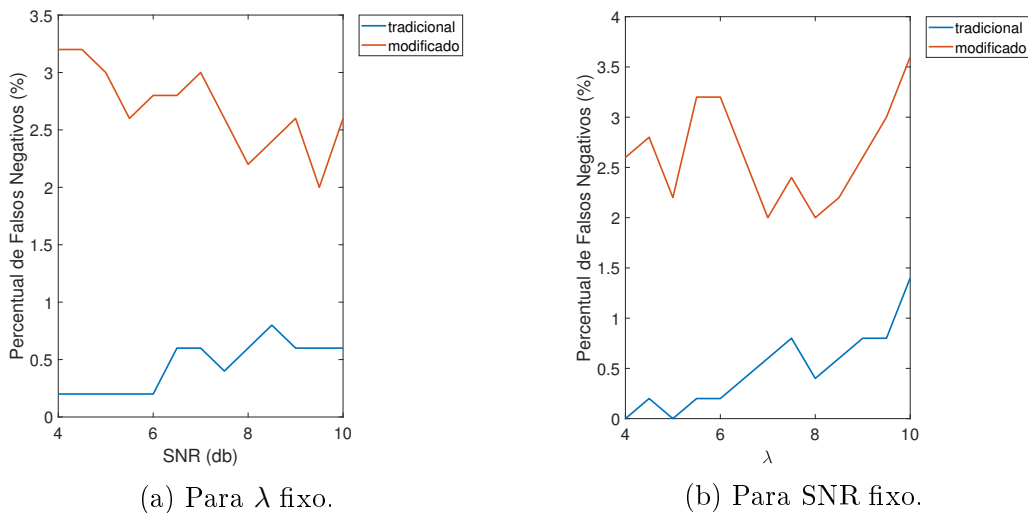 3.5
3
2.5
2
1.5
1
0.5
0
4
6
8
10
Percentual de Falsos Negativos (%)
SNR (db)
tradicional
modificado
(a) Para λ fixo.
4
3.5
3
2.5
2
1.5
1
0.5
0
4
6
8
10
Percentual de Falsos Negativos (%)
λ
tradicional
modificado
(b) Para SNR fixo.